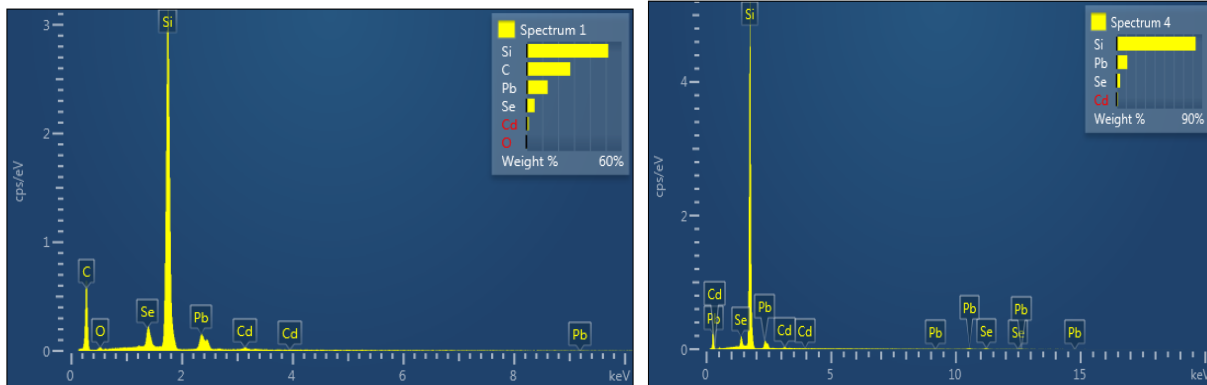 Spectrum 1
Si
C
Pb
Se
Cd
O
Weight % 60%
3
2
1
0
cps/eV
C
O
Se
Si
Pb
Cd
Cd
Pb
0 2 4 6 8 keV
Spectrum 4
Si
Pb
Se
Cd
Weight % 90%
4
2
0
cps/eV
Si
Cd
Pb
Se
Pb
Cd
Cd
Pb
Pb
Se
Se
Pb
Pb
0 5 10 15 keV